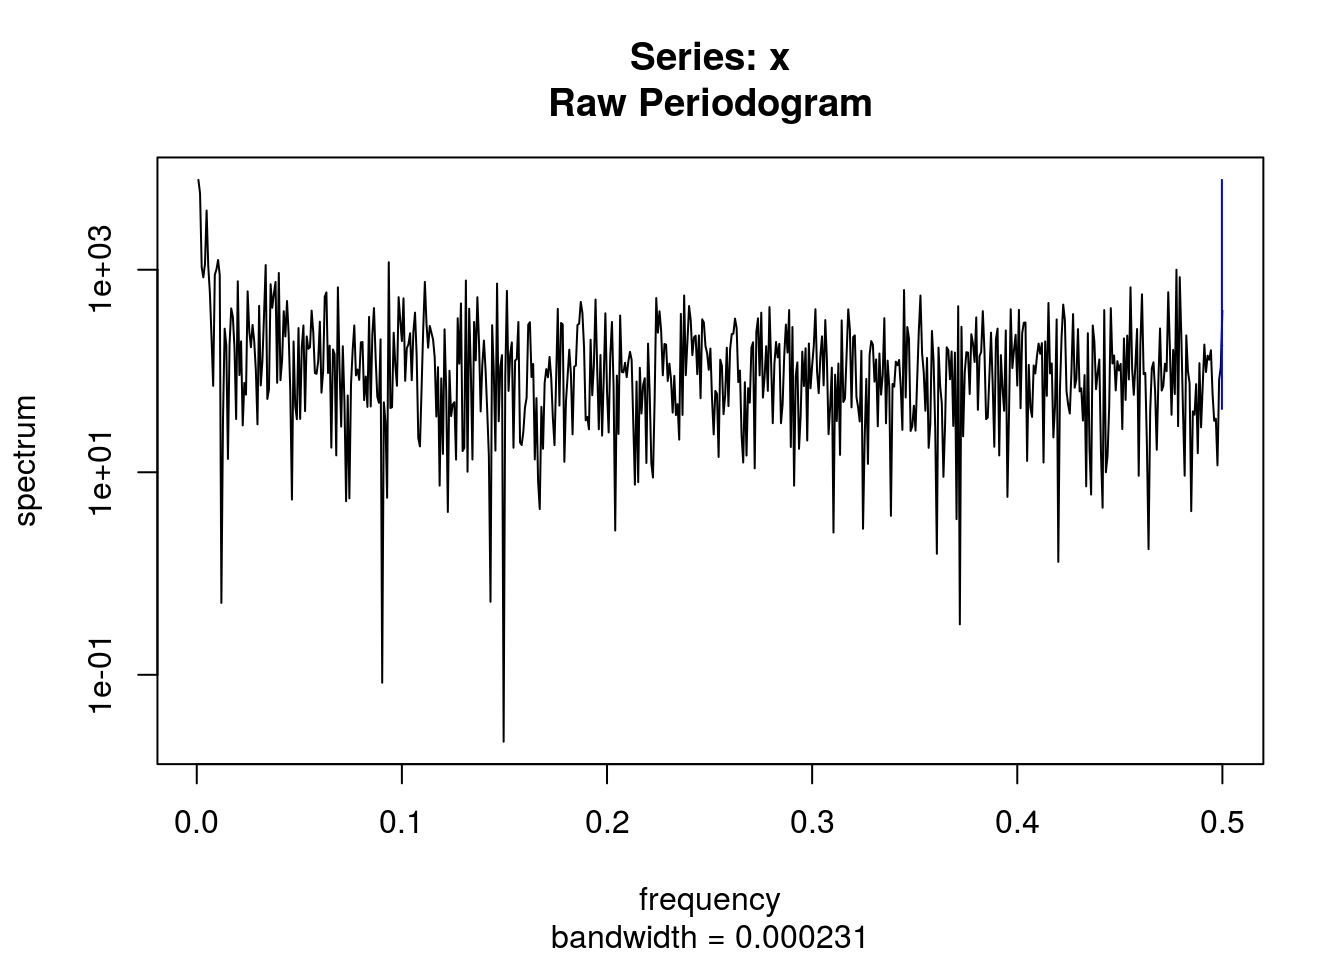 Series: x
Raw Periodogram
spectrum
1e+03
1e+01
1e-01
0.0 0.1 0.2 0.3 0.4 0.5
frequency
bandwidth = 0.000231